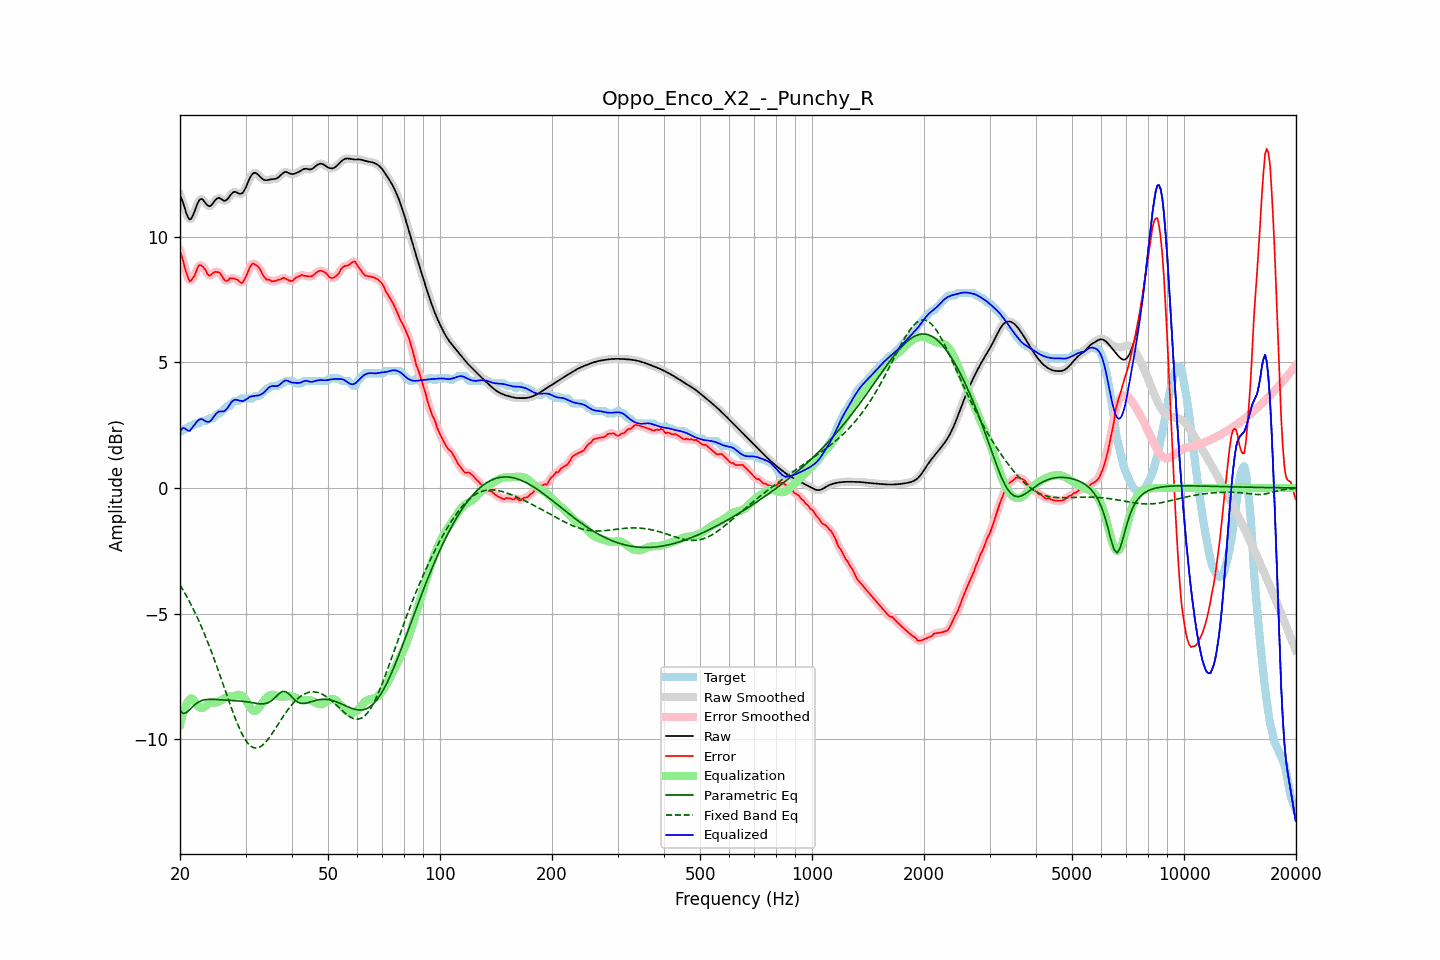 Oppo_Enco_X2_-_Punchy_R
Amplitude (dBr)
10
5
0
−5
−10
Target
Raw Smoothed
Error Smoothed
Raw
Error
Equalization
Parametric Eq
Fixed Band Eq
Equalized
20 50 100 200 500 1000 2000 5000 10000 20000
Frequency (Hz)